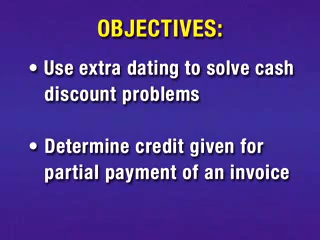 OBJECTIVES:
• Use extra dating to solve cash
discount problems
• Determine credit given for
partial payment of an invoice